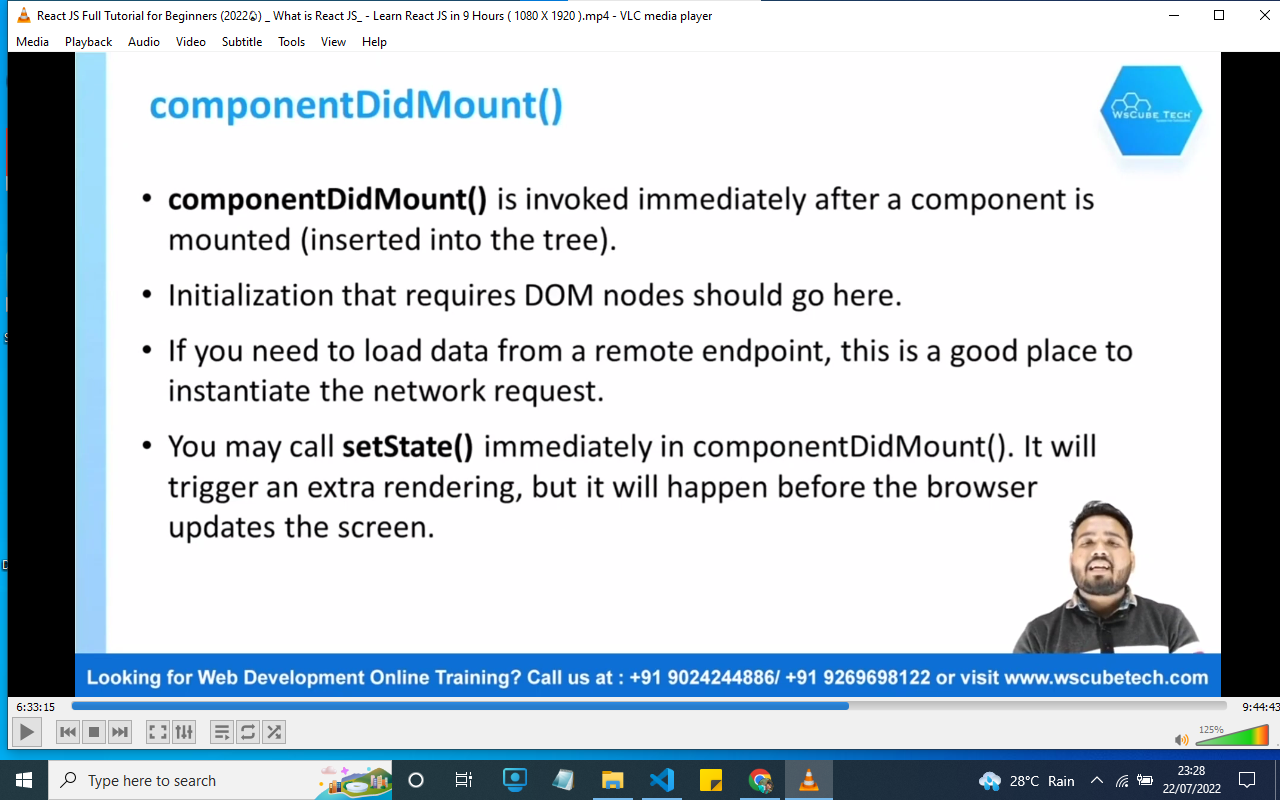 React JS Full Tutorial for Beginners (2022🔥) _ What is React JS_ - Learn React JS in 9 Hours ( 1080 X 1920 ).mp4 - VLC media player
Media Playback Audio Video Subtitle Tools View Help
componentDidMount()
WsCube Tech
• componentDidMount() is invoked immediately after a component is
mounted (inserted into the tree).
• Initialization that requires DOM nodes should go here.
• If you need to load data from a remote endpoint, this is a good place to
instantiate the network request.
• You may call setState() immediately in componentDidMount(). It will
trigger an extra rendering, but it will happen before the browser
updates the screen.
Looking for Web Development Online Training? Call us at : +91 9024244886/ +91 9269698122 or visit www.wscubetech.com
6:33:15
9:44:43
125%
Type here to search
28°C Rain
23:28
22/07/2022